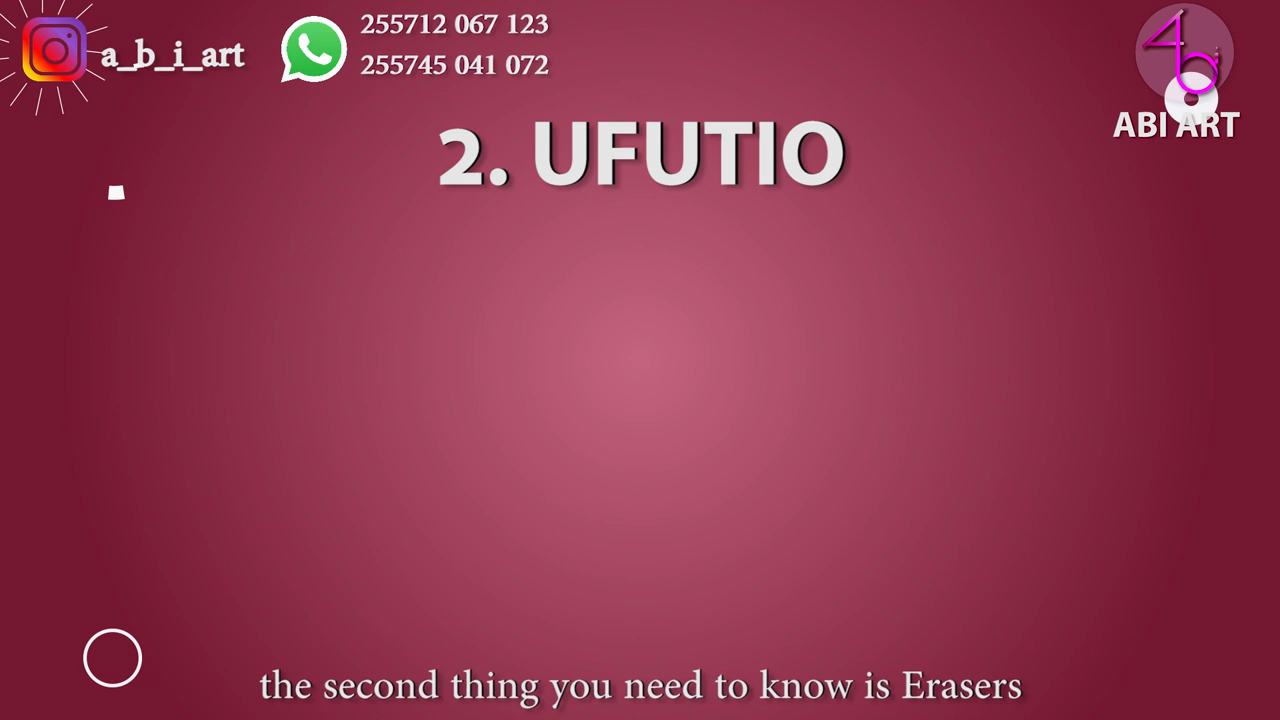 a_b_i_art
255712 067 123
255745 041 072
ABI ART
2. UFUTIO
the second thing you need to know is Erasers